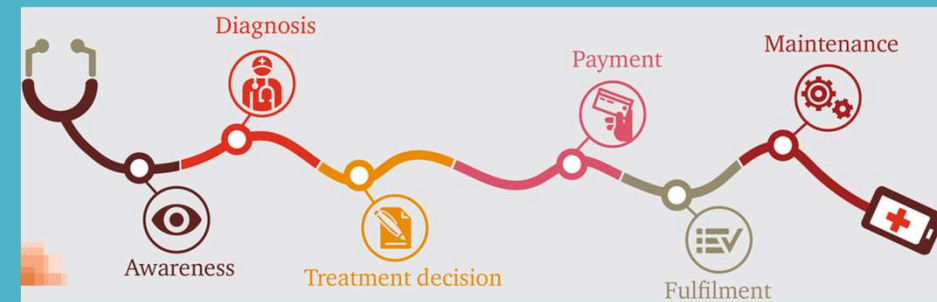 Diagnosis
Payment
Maintenance
Awareness
Treatment decision
Fulfilment